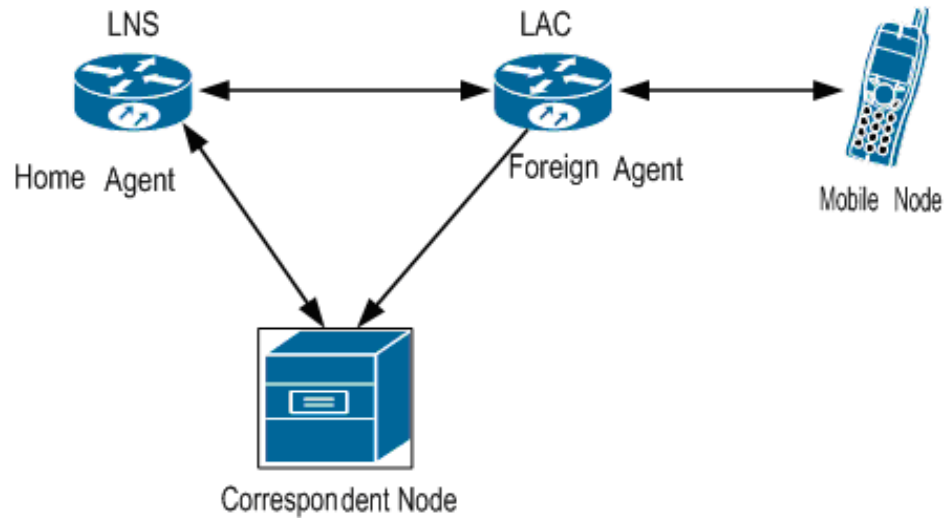 LNS
LAC
Home Agent
Foreign Agent
Mobile Node
Correspondent Node